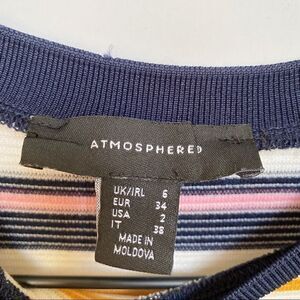 ATMOSPHERE
UK/IRL 6
EUR 34
USA 2
IT 38
MADE IN
MOLDOVA